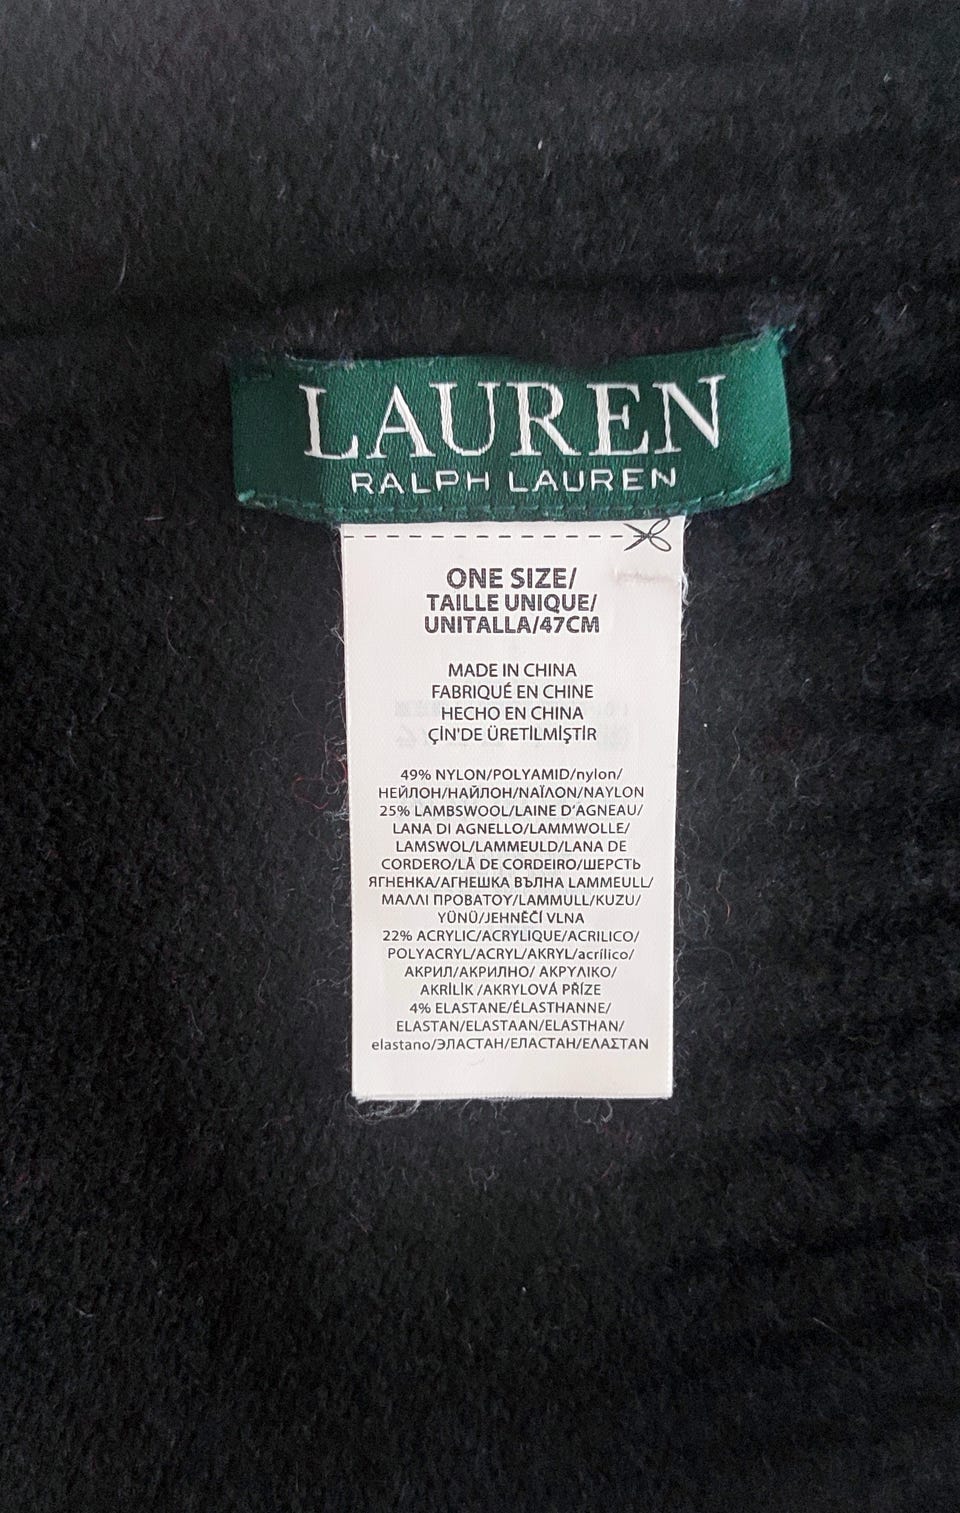 LAUREN
RALPH LAUREN
ONE SIZE/
TAILLE UNIQUE/
UNITALLA/47CM
MADE IN CHINA
FABRIQUÉ EN CHINE
HECHO EN CHINA
ÇİN'DE ÜRETİLMİŞTİR
49% NYLON/POLYAMID/nylon/
НЕЙЛОН/НАЙЛОН/ΝΑΪΛΟΝ/NAYLON
25% LAMBSWOOL/LAINE D'AGNEAU/
LANA DI AGNELLO/LAMMWOLLE/
LAMSWOL/LAMMEULD/LANA DE
CORDERO/LÃ DE CORDEIRO/ШЕРСТЬ
ЯГНЕНКА/АГНЕШКА ВЪЛНА LAMMEULL/
ΜΑΛΛΙ ΠΡΟΒΑΤΟΥ/LAMMULL/KUZU/
YÜNÜ/JEHNĚČÍ VLNA
22% ACRYLIC/ACRYLIQUE/ACRILICO/
POLYACRYL/ACRYL/AKRYL/acrílico/
АКРИЛ/АКРИЛНО/ ΑΚΡΥΛΙΚΟ/
AKRİLİK /AKRYLOVÁ PŘÍZE
4% ELASTANE/ÉLASTHANNE/
ELASTAN/ELASTAAN/ELASTHAN/
elastano/ЭЛАСТАН/ЕЛАСТАН/ΕΛΑΣΤΑΝ